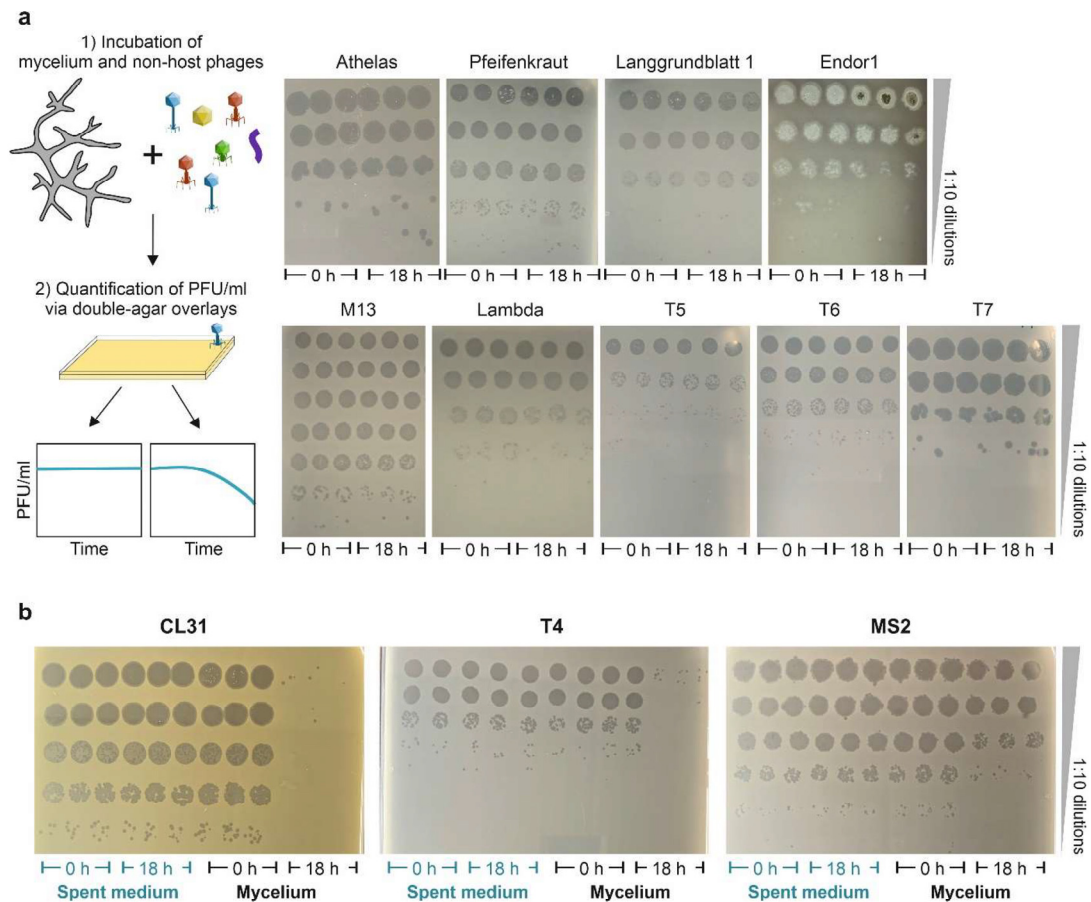 a
1) Incubation of
mycelium and non-host phages
+
2) Quantification of PFU/ml
via double-agar overlays
PFU/ml
Time
Time
Athelas
Pfeifenkraut
Langgrundblatt 1
Endor1
0 h
18 h
0 h
18 h
0 h
18 h
0 h
18 h
1:10 dilutions
M13
Lambda
T5
T6
T7
0 h
18 h
0 h
18 h
0 h
18 h
0 h
18 h
0 h
18 h
1:10 dilutions
b
CL31
T4
MS2
0 h
18 h
0 h
18 h
Spent medium
Mycelium
0 h
18 h
0 h
18 h
Spent medium
Mycelium
0 h
18 h
0 h
18 h
Spent medium
Mycelium
1:10 dilutions